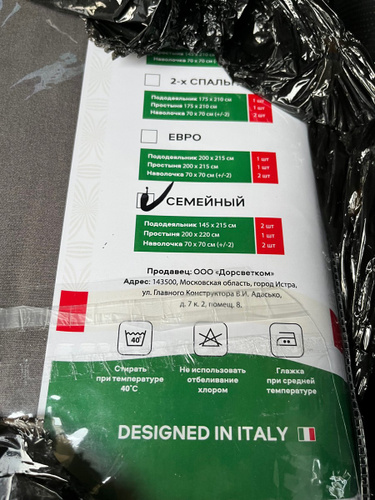 2-х СПАЛЬН
Пододеяльник 175 х 210 см 1 шт
Простыня 175 х 210 см 1 шт
Наволочка 70 х 70 см (+/-2) 2 шт
ЕВРО
Пододеяльник 200 х 215 см 1 шт
Простыня 200 х 215 см 1 шт
Наволочка 70 х 70 см (+/-2) 2 шт
СЕМЕЙНЫЙ
Пододеяльник 145 х 215 см 2 шт
Простыня 200 х 220 см 1 шт
Наволочка 70 х 70 см (+/-2) 2 шт
Продавец: ООО «Дорсветком»
Адрес: 143500, Московская область, город Истра,
ул. Главного Конструктора В.И. Адасько,
д. 7 к. 2, помещ. 8.
40
Стирать при температуре 40°C
Не использовать отбеливание хлором
Глажка при средней температуре
DESIGNED IN ITALY